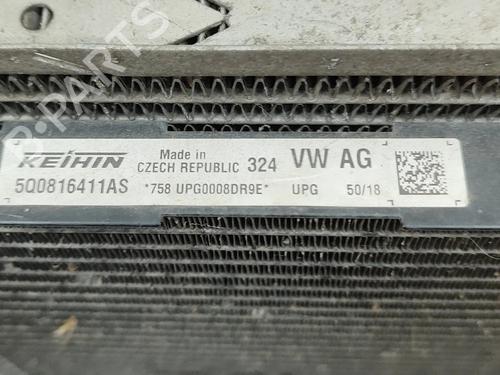 KEIHIN Made in CZECH REPUBLIC 324 VW AG
5Q0816411AS *758 UPG0008DR9E* UPG 50/18
PARTS